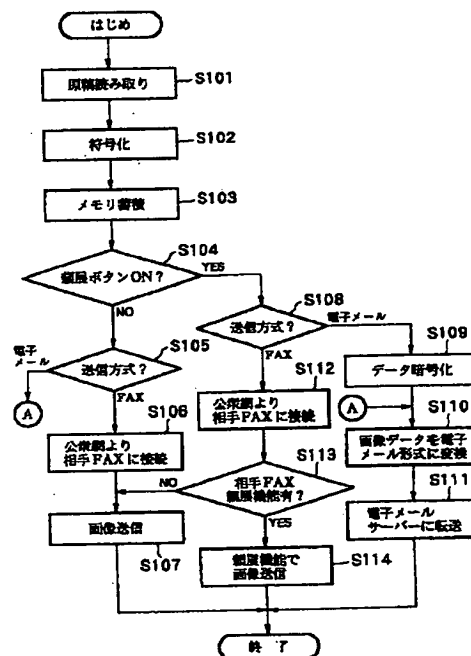 はじめ
原稿読み取り
S101
符号化
S102
メモリ蓄積
S103
親展ボタンON?
S104
YES
NO
送信方式?
S105
電子
メール
A
FAX
S106
公衆網より
相手FAXに接続
画像送信
S107
送信方式?
S108
電子メール
FAX
S112
公衆網より
相手FAXに接続
S113
相手FAX
親展機能有?
NO
YES
親展機能で
画像送信
S114
S109
データ暗号化
A
S110
画像データを電子
メール形式に変換
S111
電子メール
サーバーに転送
終了